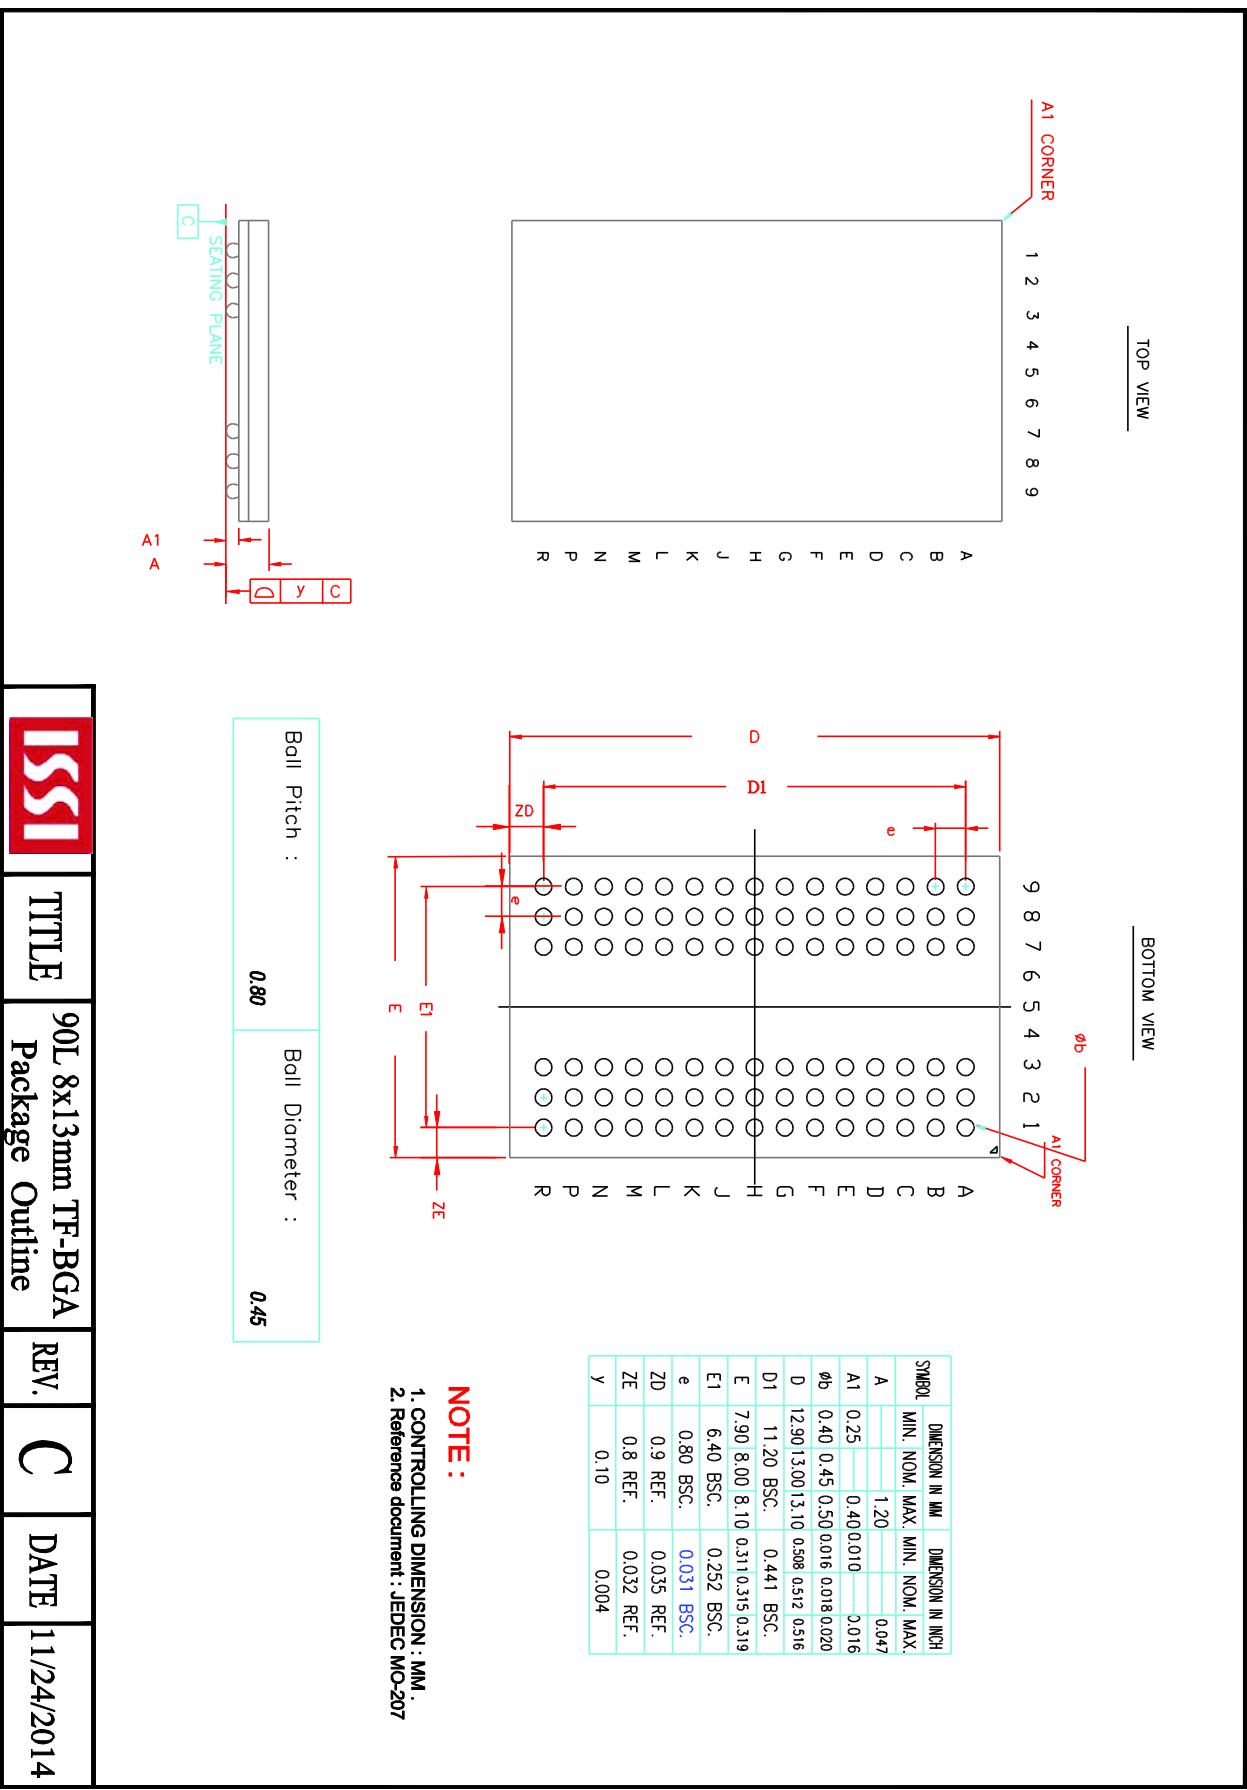 TOP VIEW
A1 CORNER
1 2 3 4 5 6 7 8 9
A
B
C
D
E
F
G
H
J
K
L
M
N
P
R
SEATING PLANE
C
A1
A
y C
BOTTOM VIEW
9 8 7 6 5 4 3 2 1
Øb
A1 CORNER
A
B
C
D
E
F
G
H
J
K
L
M
N
P
R
D
D1
e
ZD
e
E1
E
ZE
SYMBOL DIMENSION IN MM DIMENSION IN INCH
MIN. NOM. MAX. MIN. NOM. MAX.
A 1.20 0.047
A1 0.25 0.40 0.010 0.016
Øb 0.40 0.45 0.50 0.016 0.018 0.020
D 12.90 13.00 13.10 0.508 0.512 0.516
D1 11.20 BSC. 0.441 BSC.
E 7.90 8.00 8.10 0.311 0.315 0.319
E1 6.40 BSC. 0.252 BSC.
e 0.80 BSC. 0.031 BSC.
ZD 0.9 REF. 0.035 REF.
ZE 0.8 REF. 0.032 REF.
y 0.10 0.004
NOTE :
1. CONTROLLING DIMENSION : MM .
2. Reference document : JEDEC MO-207
Ball Pitch :
0.80
Ball Diameter :
0.45
ISSI
TITLE
90L 8x13mm TF-BGA
Package Outline
REV.
C
DATE
11/24/2014